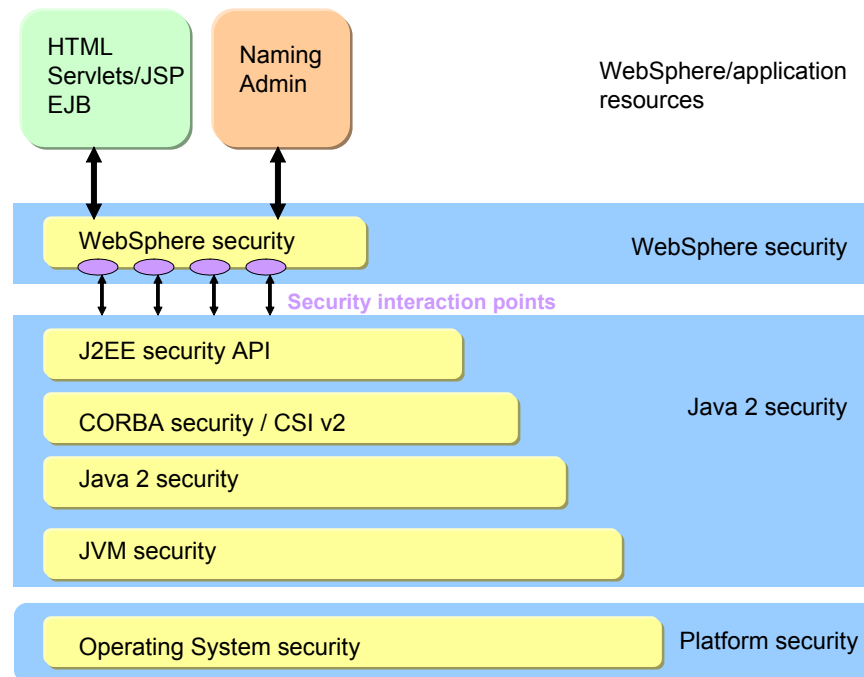 HTML
Servlets/JSP
EJB
Naming
Admin
WebSphere/application
resources
WebSphere security
WebSphere security
Security interaction points
J2EE security API
CORBA security / CSI v2
Java 2 security
Java 2 security
JVM security
Operating System security
Platform security